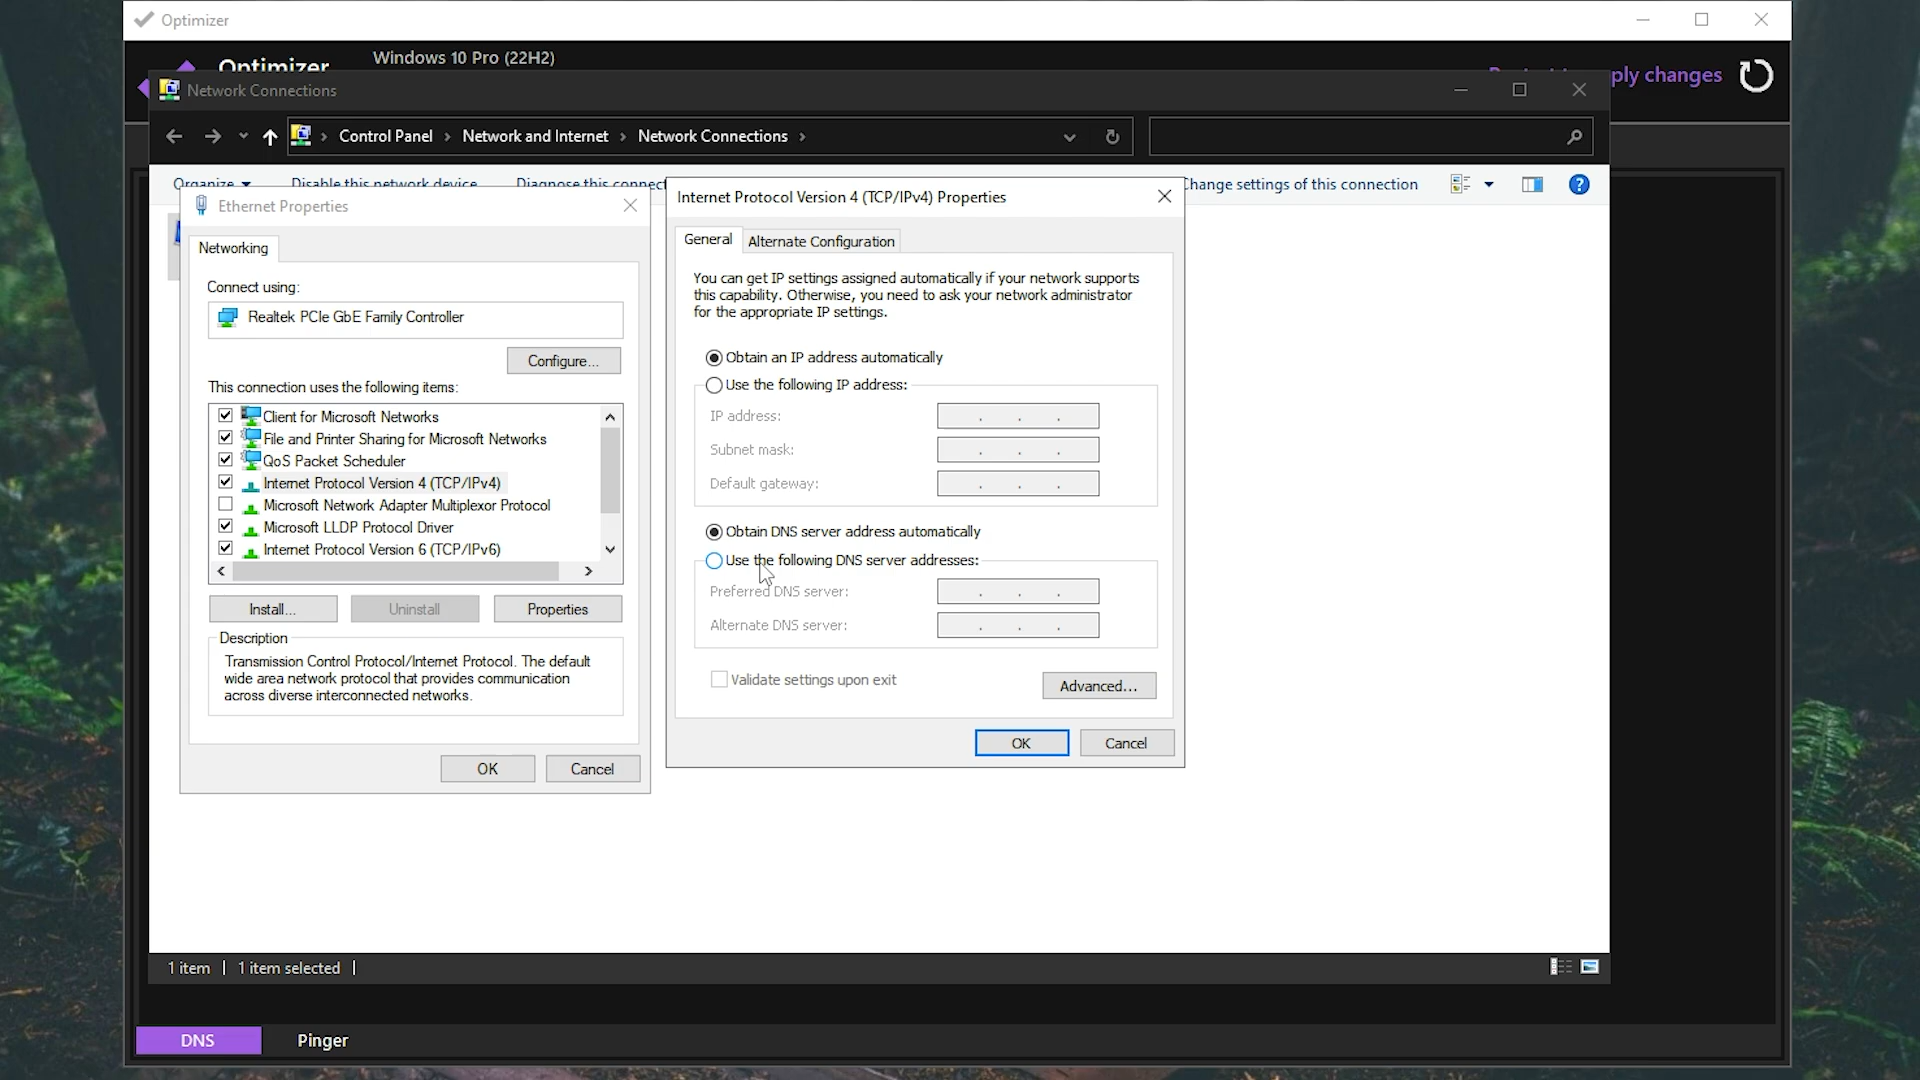 Optimizer
Optimizer
Windows 10 Pro (22H2)
ply changes
Network Connections
Control Panel
Network and Internet
Network Connections
Organize
Disable this network device
Diagnose this connect
Change settings of this connection
Ethernet Properties
Networking
Connect using:
Realtek PCIe GbE Family Controller
Configure...
This connection uses the following items:
Client for Microsoft Networks
File and Printer Sharing for Microsoft Networks
QoS Packet Scheduler
Internet Protocol Version 4 (TCP/IPv4)
Microsoft Network Adapter Multiplexor Protocol
Microsoft LLDP Protocol Driver
Internet Protocol Version 6 (TCP/IPv6)
Install...
Uninstall
Properties
Description
Transmission Control Protocol/Internet Protocol. The default
wide area network protocol that provides communication
across diverse interconnected networks.
OK
Cancel
Internet Protocol Version 4 (TCP/IPv4) Properties
General
Alternate Configuration
You can get IP settings assigned automatically if your network supports
this capability. Otherwise, you need to ask your network administrator
for the appropriate IP settings.
Obtain an IP address automatically
Use the following IP address:
IP address:
Subnet mask:
Default gateway:
Obtain DNS server address automatically
Use the following DNS server addresses:
Preferred DNS server:
Alternate DNS server:
Validate settings upon exit
Advanced...
OK
Cancel
1 item
1 item selected
DNS
Pinger